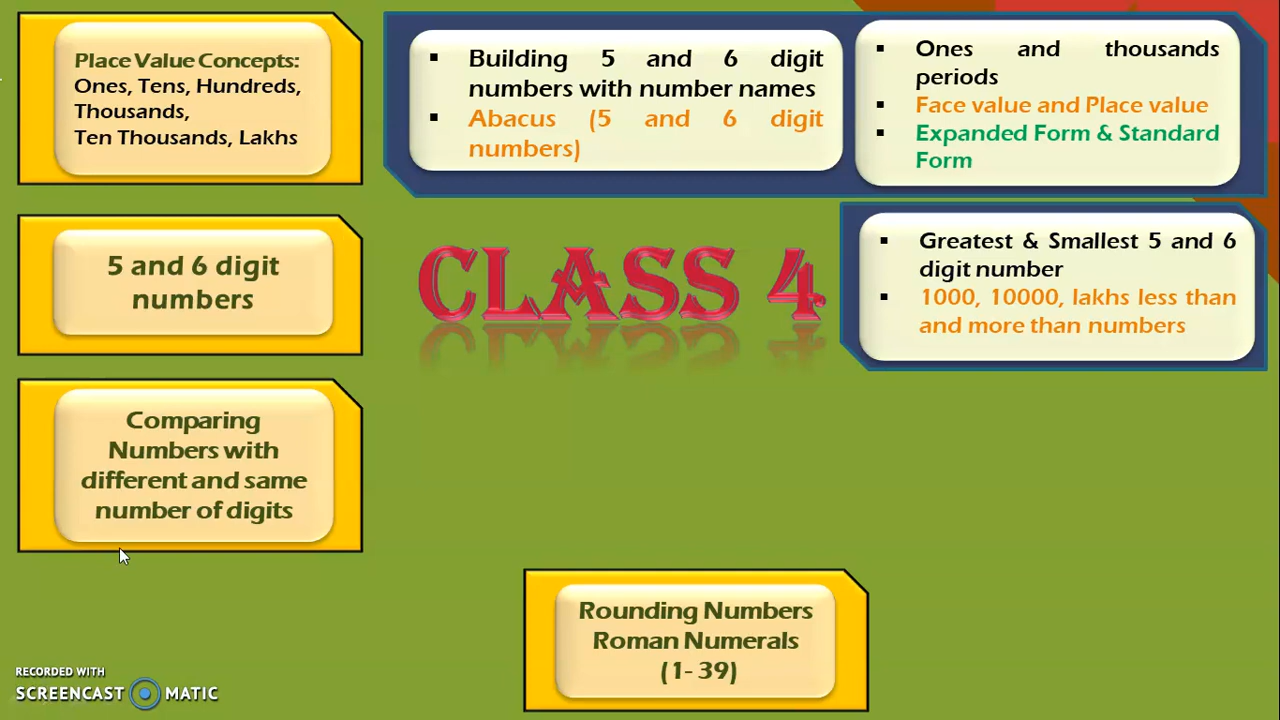 Place Value Concepts:
Ones, Tens, Hundreds,
Thousands,
Ten Thousands, Lakhs
▪ Building 5 and 6 digit
numbers with number names
▪ Abacus (5 and 6 digit
numbers)
▪ Ones and thousands
periods
▪ Face value and Place value
▪ Expanded Form & Standard
Form
5 and 6 digit
numbers
CLASS 4
▪ Greatest & Smallest 5 and 6
digit number
▪ 1000, 10000, lakhs less than
and more than numbers
Comparing
Numbers with
different and same
number of digits
Rounding Numbers
Roman Numerals
(1- 39)
RECORDED WITH
SCREENCAST MATIC